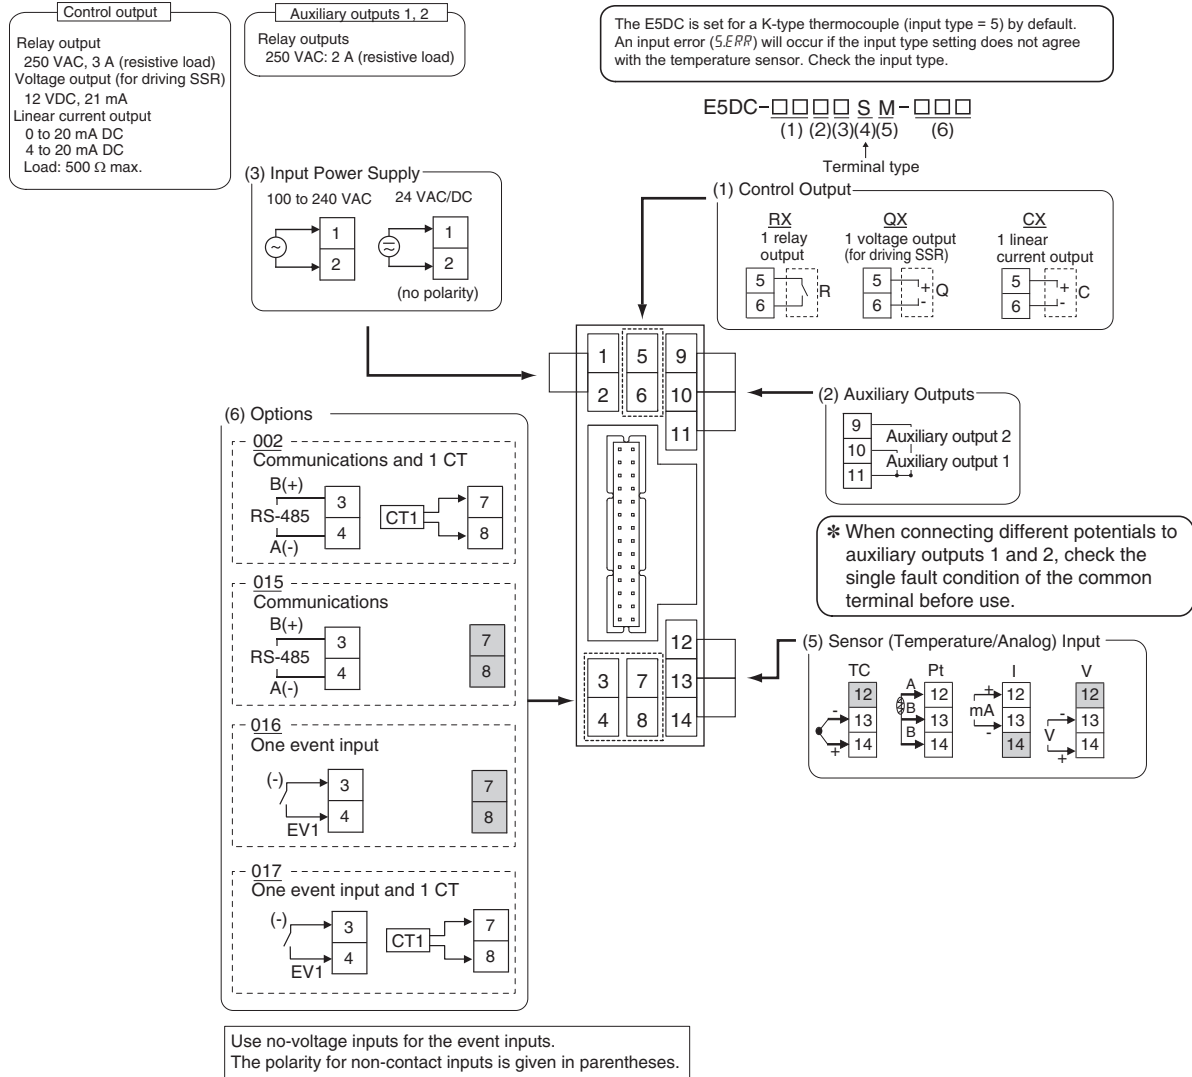 Control output
Relay output
250 VAC, 3 A (resistive load)
Voltage output (for driving SSR)
12 VDC, 21 mA
Linear current output
0 to 20 mA DC
4 to 20 mA DC
Load: 500 Ω max.
Auxiliary outputs 1, 2
Relay outputs
250 VAC: 2 A (resistive load)
The E5DC is set for a K-type thermocouple (input type = 5) by default.
An input error (S.ERR) will occur if the input type setting does not agree
with the temperature sensor. Check the input type.
E5DC-□□□□ S M-□□□
(1) (2)(3)(4)(5) (6)
Terminal type
(3) Input Power Supply
100 to 240 VAC 24 VAC/DC
1 1
2 2
(no polarity)
(1) Control Output
RX QX CX
1 relay 1 voltage output 1 linear
output (for driving SSR) current output
5 5 + 5 +
R Q C
6 6 - 6 -
1 5 9
2 6 10
11
(2) Auxiliary Outputs
9
Auxiliary output 2
10
Auxiliary output 1
11
* When connecting different potentials to
auxiliary outputs 1 and 2, check the
single fault condition of the common
terminal before use.
(6) Options
002
Communications and 1 CT
B(+)
3 7
RS-485 CT1
4 8
A(-)
015
Communications
B(+)
3 7
RS-485
4 8
A(-)
016
One event input
(-)
3 7
4 8
EV1
017
One event input and 1 CT
(-)
3 7
CT1
4 8
EV1
12
3 7 13
4 8 14
(5) Sensor (Temperature/Analog) Input
TC Pt I V
12 A 12 + 12 12
- 13 B 13 mA 13 - 13
- V
+ 14 B 14 14 + 14
Use no-voltage inputs for the event inputs.
The polarity for non-contact inputs is given in parentheses.